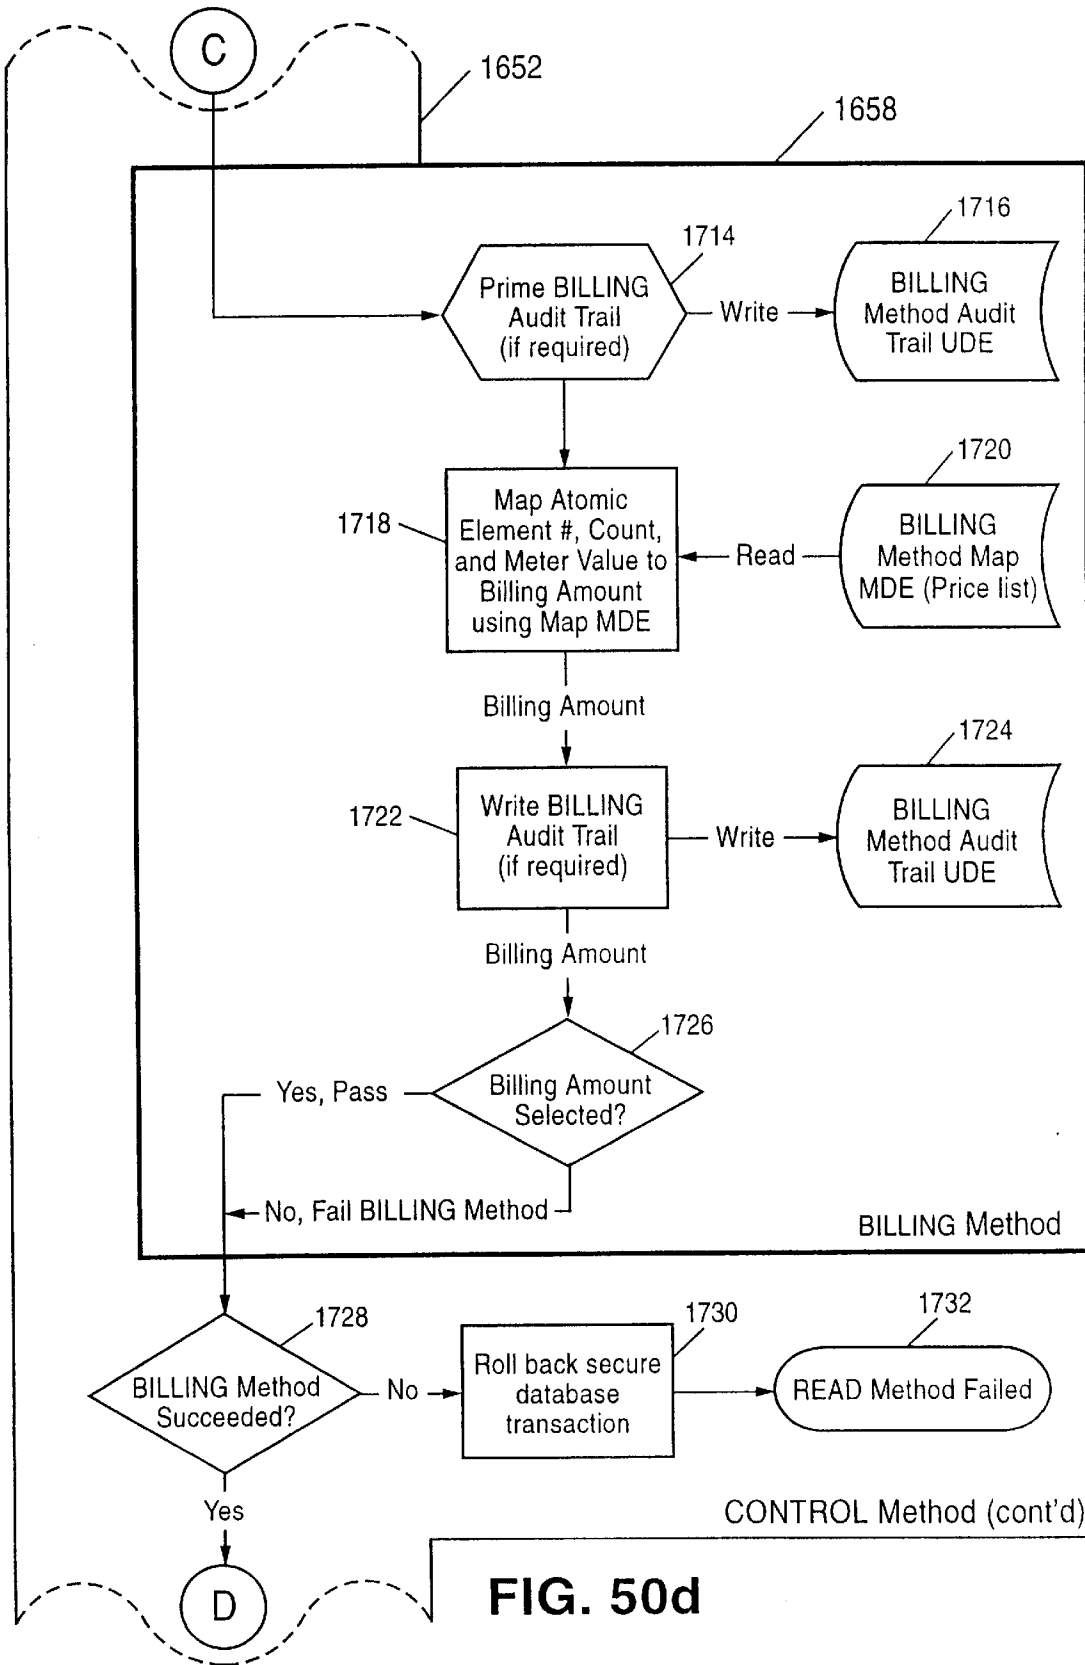 C
1652
1658
1714
1716
Prime BILLING
Audit Trail
(if required)
Write
BILLING
Method Audit
Trail UDE
1718
Map Atomic
Element #, Count,
and Meter Value to
Billing Amount
using Map MDE
Read
1720
BILLING
Method Map
MDE (Price list)
Billing Amount
1722
Write BILLING
Audit Trail
(if required)
Write
1724
BILLING
Method Audit
Trail UDE
Billing Amount
1726
Billing Amount
Selected?
Yes, Pass
No, Fail BILLING Method
BILLING Method
1728
BILLING Method
Succeeded?
No
1730
Roll back secure
database
transaction
1732
READ Method Failed
Yes
CONTROL Method (cont'd)
D
FIG. 50d